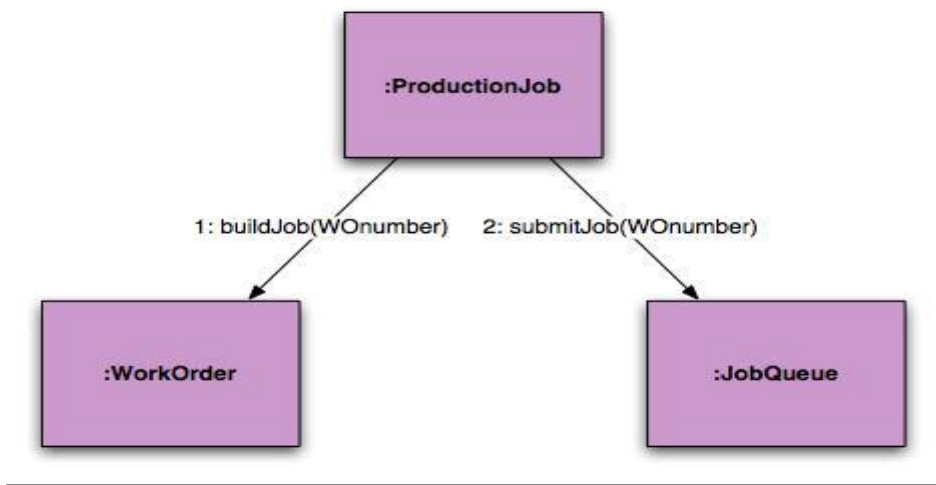 :ProductionJob
1: buildJob(WOnumber)
2: submitJob(WOnumber)
:WorkOrder
:JobQueue